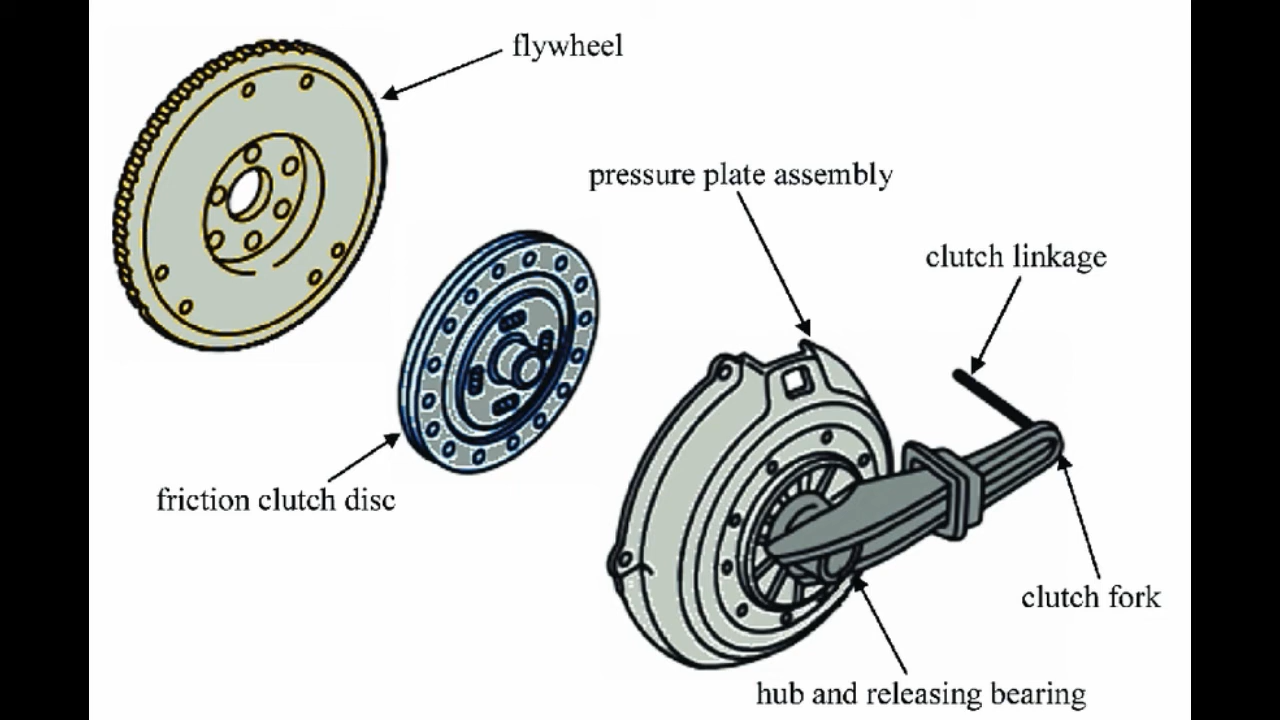 flywheel
pressure plate assembly
clutch linkage
friction clutch disc
clutch fork
hub and releasing bearing